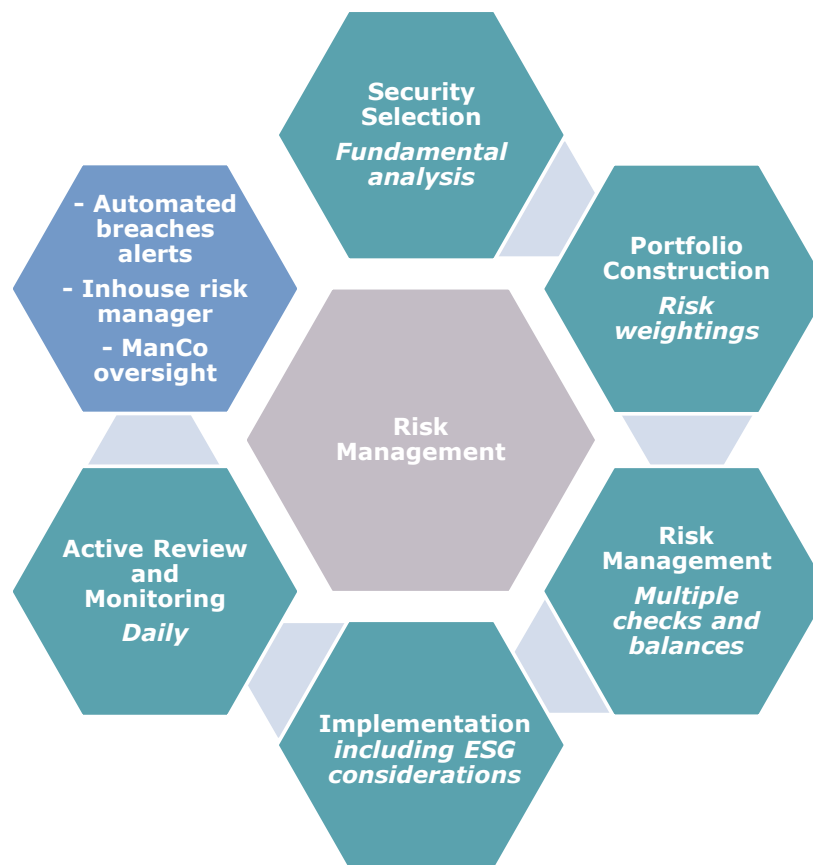 Security
Selection
Fundamental
analysis
Portfolio
Construction
Risk
weightings
Risk
Management
Multiple
checks and
balances
Implementation
including ESG
considerations
Active Review
and
Monitoring
Daily
– Automated
breaches
alerts
– Inhouse risk
manager
– ManCo
oversight
Risk
Management